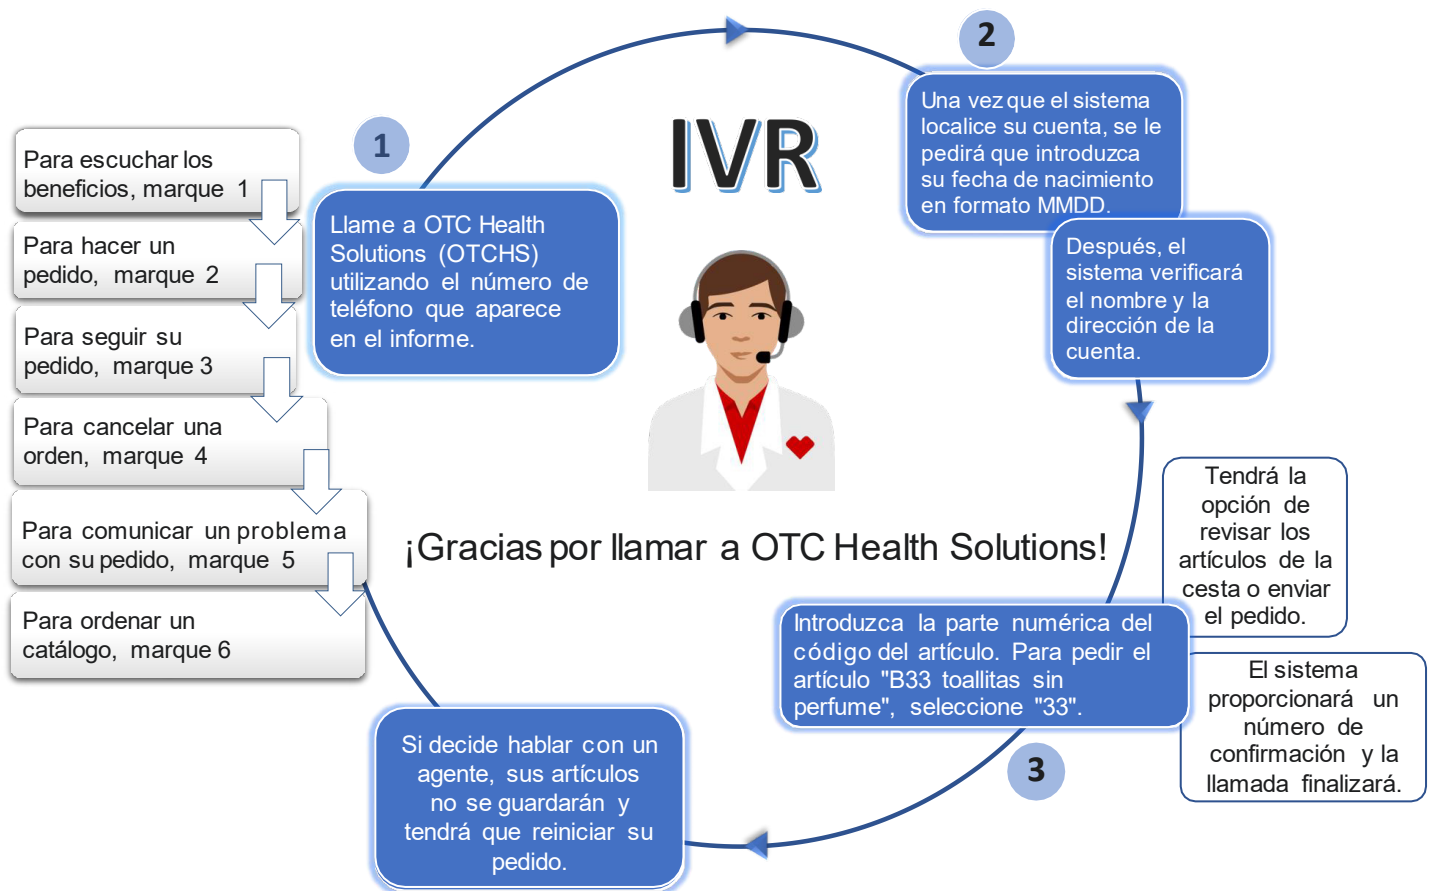 IVR
Para escuchar los
beneficios, marque 1
Para hacer un
pedido, marque 2
Para seguir su
pedido, marque 3
Para cancelar una
orden, marque 4
Para comunicar un problema
con su pedido, marque 5
Para ordenar un
catálogo, marque 6
1
Llame a OTC Health
Solutions (OTCHS)
utilizando el número de
teléfono que aparece
en el informe.
2
Una vez que el sistema
localice su cuenta, se le
pedirá que introduzca
su fecha de nacimiento
en formato MMDD.
Después, el
sistema verificará
el nombre y la
dirección de la
cuenta.
¡Gracias por llamar a OTC Health Solutions!
Tendrá la
opción de
revisar los
artículos de la
cesta o enviar
el pedido.
Introduzca la parte numérica del
código del artículo. Para pedir el
artículo "B33 toallitas sin
perfume", seleccione "33".
El sistema
proporcionará un
número de
confirmación y la
llamada finalizará.
3
Si decide hablar con un
agente, sus artículos
no se guardarán y
tendrá que reiniciar su
pedido.